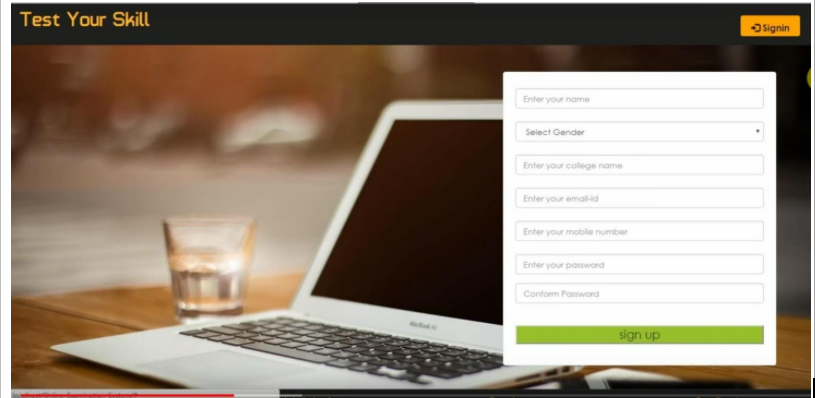 Test Your Skill
Signin
Enter your name
Select Gender
Enter your college name
Enter your email-id
Enter your mobile number
Enter your password
Conform Password
sign up
MacBook Air